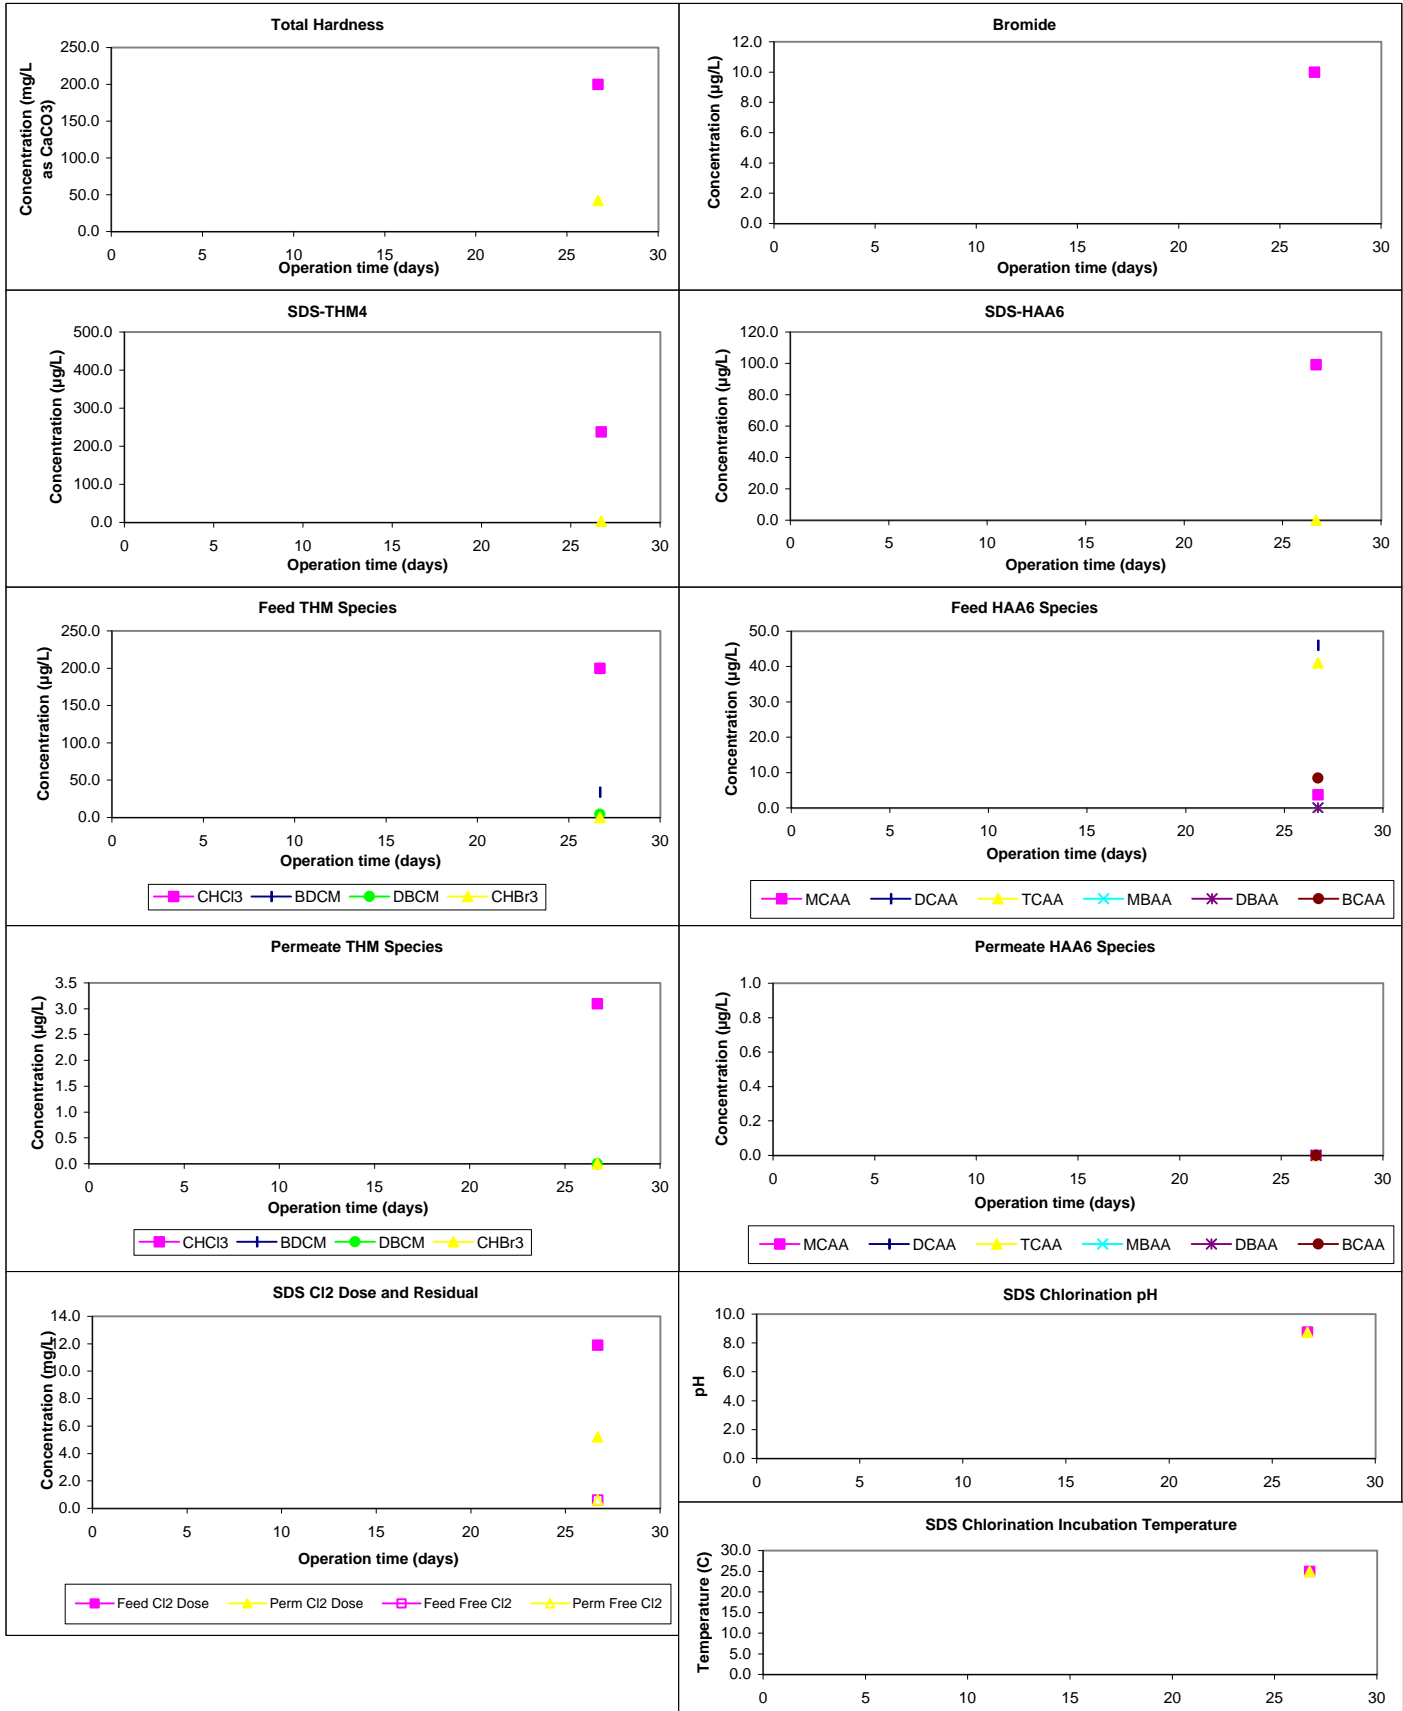 Total Hardness
Concentration (mg/L
as CaCO3)
250.0
200.0
150.0
100.0
50.0
0.0
0 5 10 15 20 25 30
Operation time (days)
Bromide
Concentration (µg/L)
12.0
10.0
8.0
6.0
4.0
2.0
0.0
0 5 10 15 20 25 30
Operation time (days)
SDS-THM4
Concentration (µg/L)
500.0
400.0
300.0
200.0
100.0
0.0
0 5 10 15 20 25 30
Operation time (days)
SDS-HAA6
Concentration (µg/L)
120.0
100.0
80.0
60.0
40.0
20.0
0.0
0 5 10 15 20 25 30
Operation time (days)
Feed THM Species
Concentration (µg/L)
250.0
200.0
150.0
100.0
50.0
0.0
0 5 10 15 20 25 30
Operation time (days)
CHCl3 BDCM DBCM CHBr3
Feed HAA6 Species
Concentration (µg/L)
50.0
40.0
30.0
20.0
10.0
0.0
0 5 10 15 20 25 30
Operation time (days)
MCAA DCAA TCAA MBAA DBAA BCAA
Permeate THM Species
Concentration (µg/L)
3.5
3.0
2.5
2.0
1.5
1.0
0.5
0.0
0 5 10 15 20 25 30
Operation time (days)
CHCl3 BDCM DBCM CHBr3
Permeate HAA6 Species
Concentration (µg/L)
1.0
0.8
0.6
0.4
0.2
0.0
0 5 10 15 20 25 30
Operation time (days)
MCAA DCAA TCAA MBAA DBAA BCAA
SDS Cl2 Dose and Residual
Concentration (mg/L)
14.0
12.0
10.0
8.0
6.0
4.0
2.0
0.0
0 5 10 15 20 25 30
Operation time (days)
Feed Cl2 Dose Perm Cl2 Dose Feed Free Cl2 Perm Free Cl2
SDS Chlorination pH
pH
10.0
8.0
6.0
4.0
2.0
0.0
0 5 10 15 20 25 30
SDS Chlorination Incubation Temperature
Temperature (C)
30.0
25.0
20.0
15.0
10.0
5.0
0.0
0 5 10 15 20 25 30